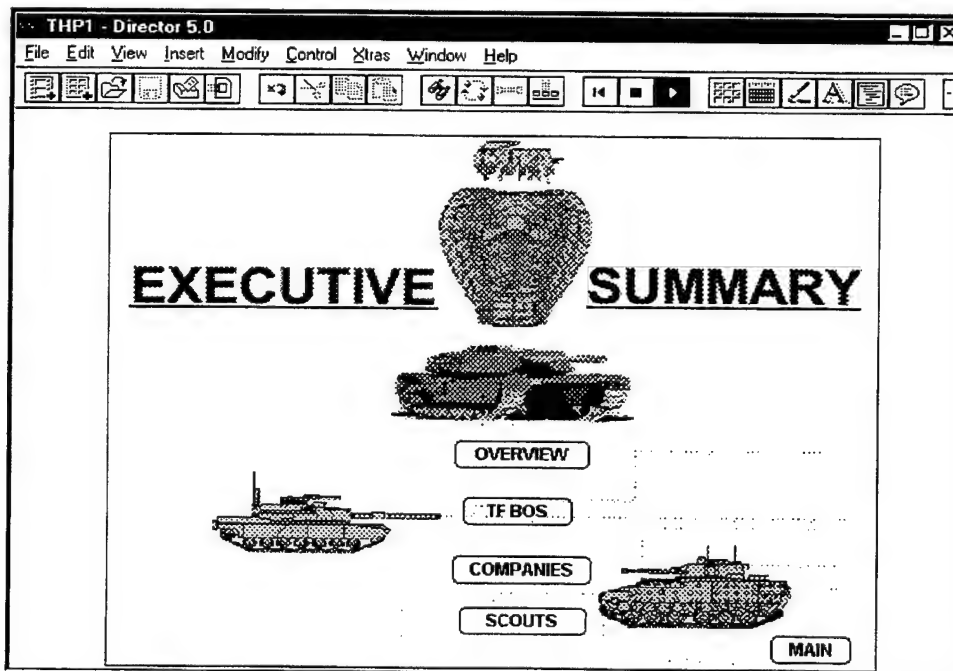 THP1 - Director 5.0
File Edit View Insert Modify Control Xtras Window Help
EXECUTIVE SUMMARY
OVERVIEW
TF BOS
COMPANIES
SCOUTS
MAIN